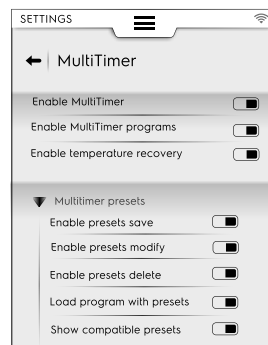 SETTINGS
MultiTimer
Enable MultiTimer
Enable MultiTimer programs
Enable temperature recovery
Multitimer presets
Enable presets save
Enable presets modify
Enable presets delete
Load program with presets
Show compatible presets